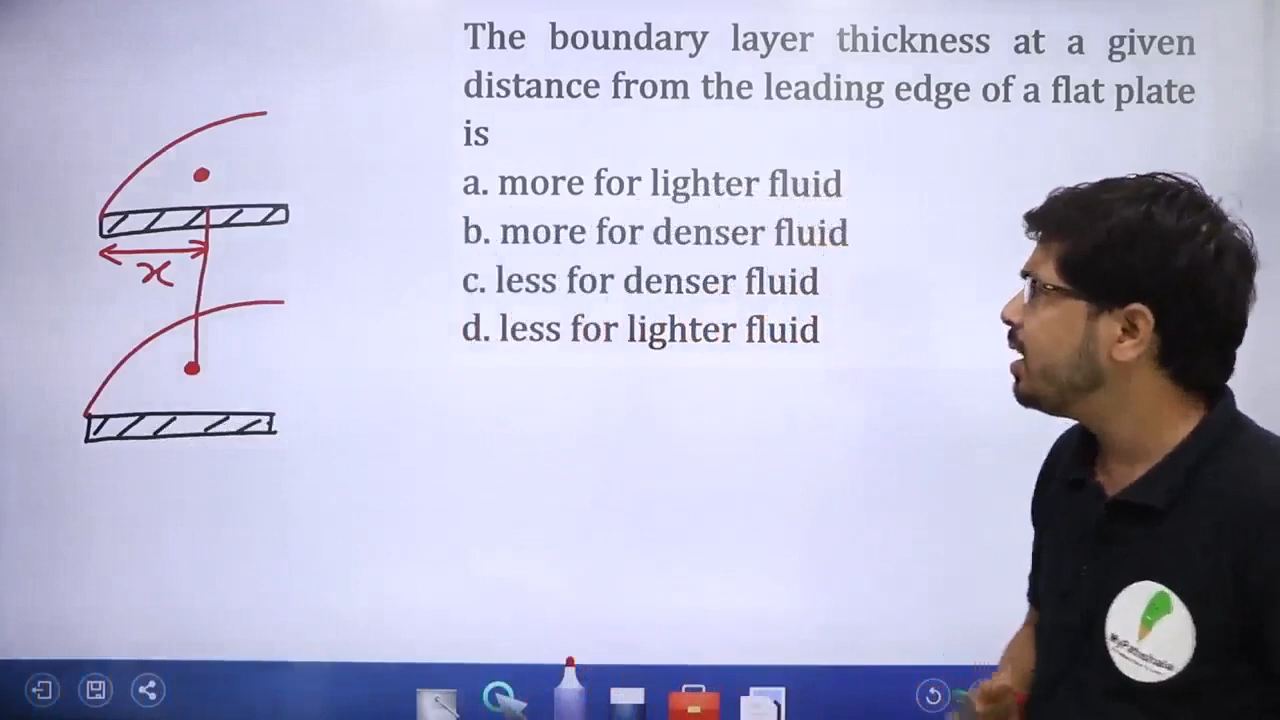 The boundary layer thickness at a given
distance from the leading edge of a flat plate
is
a. more for lighter fluid
b. more for denser fluid
c. less for denser fluid
d. less for lighter fluid
x